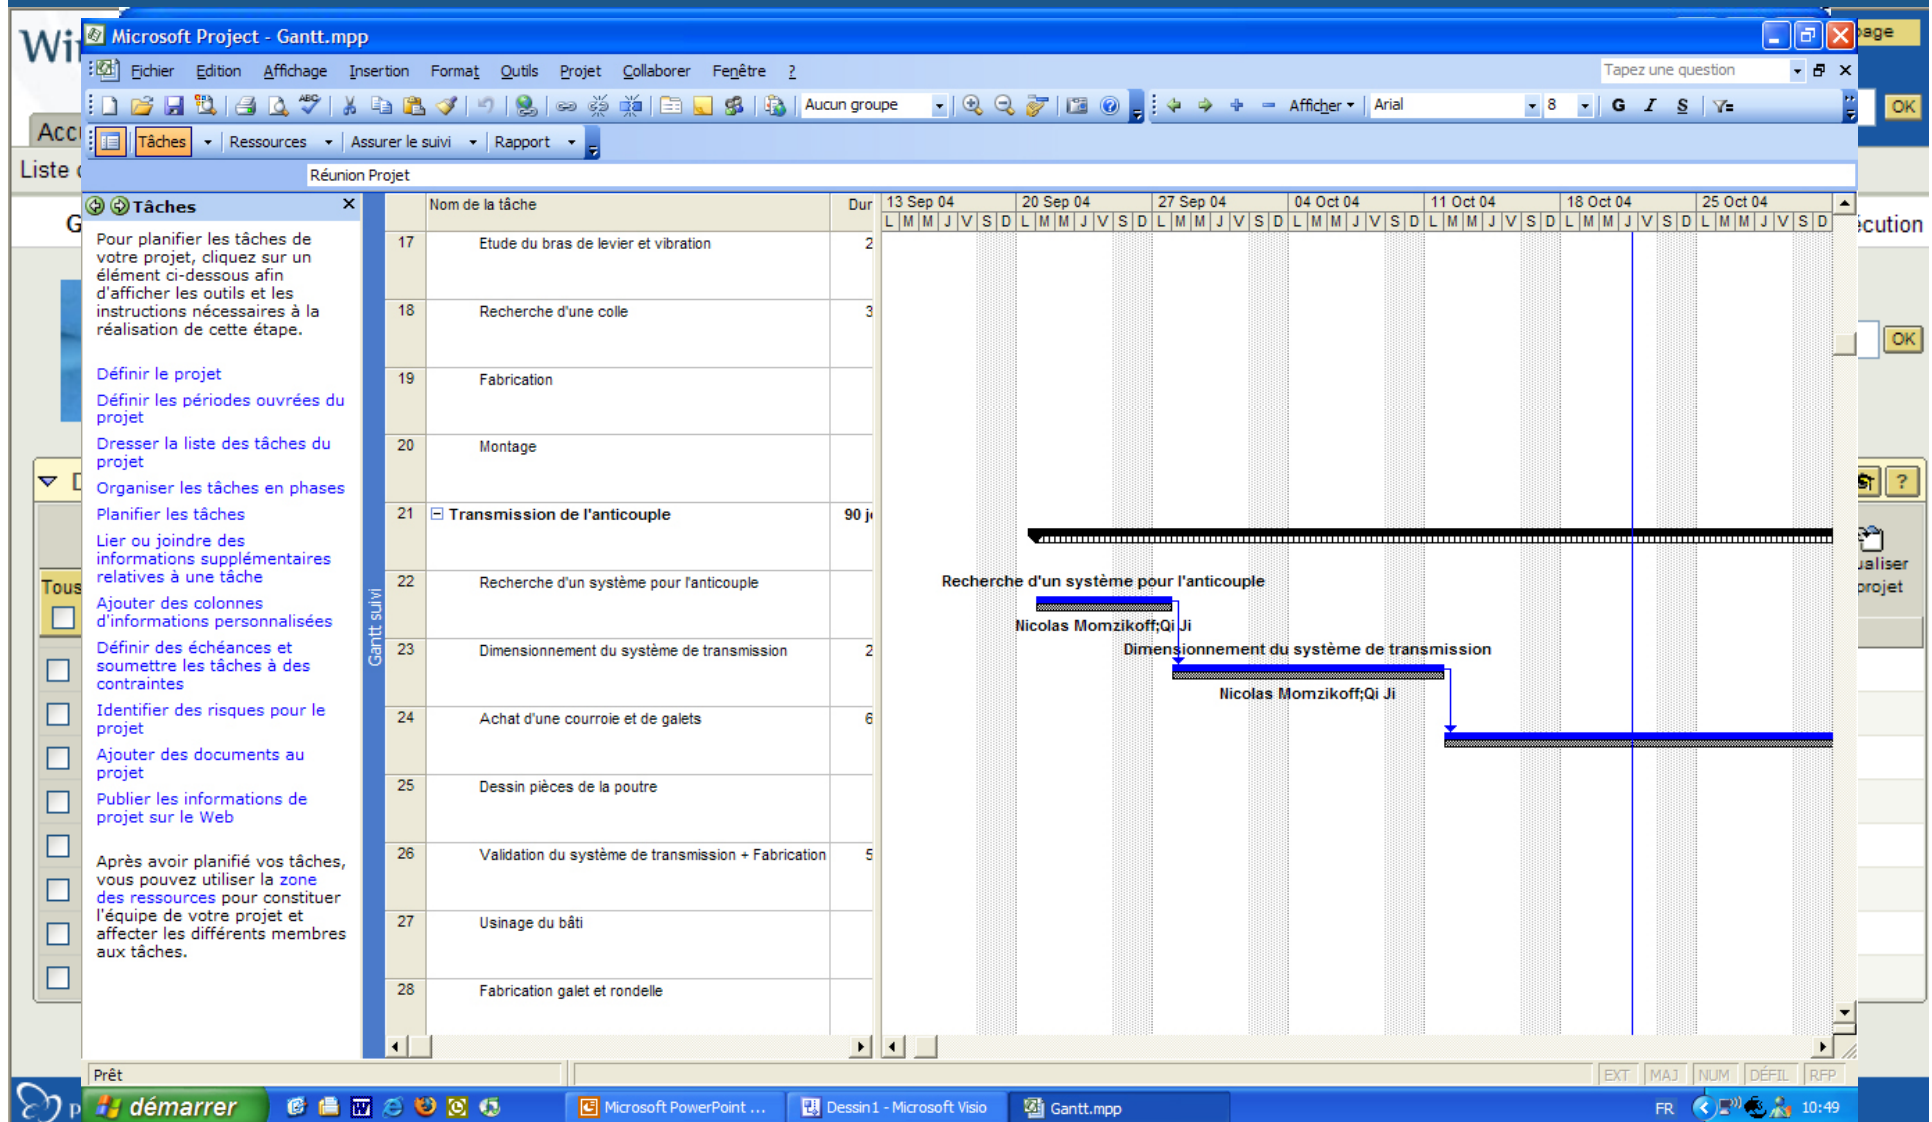 Microsoft Project - Gantt.mpp
Fichier Edition Affichage Insertion Format Outils Projet Collaborer Fenêtre ?
Tapez une question
Aucun groupe
Afficher
Arial
8
G I S
OK
Tâches Ressources Assurer le suivi Rapport
Réunion Projet
Liste
Tâches
Pour planifier les tâches de
votre projet, cliquez sur un
élément ci-dessous afin
d'afficher les outils et les
instructions nécessaires à la
réalisation de cette étape.
Définir le projet
Définir les périodes ouvrées du
projet
Dresser la liste des tâches du
projet
Organiser les tâches en phases
Planifier les tâches
Lier ou joindre des
informations supplémentaires
relatives à une tâche
Ajouter des colonnes
d'informations personnalisées
Définir des échéances et
soumettre les tâches à des
contraintes
Identifier des risques pour le
projet
Ajouter des documents au
projet
Publier les informations de
projet sur le Web
Après avoir planifié vos tâches,
vous pouvez utiliser la zone
des ressources pour constituer
l'équipe de votre projet et
affecter les différents membres
aux tâches.
Tous
Gantt suivi
Nom de la tâche Dur
13 Sep 04 20 Sep 04 27 Sep 04 04 Oct 04 11 Oct 04 18 Oct 04 25 Oct 04
L M M J V S D L M M J V S D L M M J V S D L M M J V S D L M M J V S D L M M J V S D L M M J V S D
17 Etude du bras de levier et vibration 2
18 Recherche d'une colle 3
19 Fabrication
20 Montage
21 Transmission de l'anticouple 90 j
22 Recherche d'un système pour l'anticouple
23 Dimensionnement du système de transmission 2
24 Achat d'une courroie et de galets 6
25 Dessin pièces de la poutre
26 Validation du système de transmission + Fabrication 5
27 Usinage du bâti
28 Fabrication galet et rondelle
Recherche d'un système pour l'anticouple
Nicolas Momzikoff;Qi Ji
Dimensionnement du système de transmission
Nicolas Momzikoff;Qi Ji
OK
?
projet
Prêt
EXT MAJ NUM DÉFIL RFP
démarrer
Microsoft PowerPoint ...
Dessin1 - Microsoft Visio
Gantt.mpp
FR
10:49